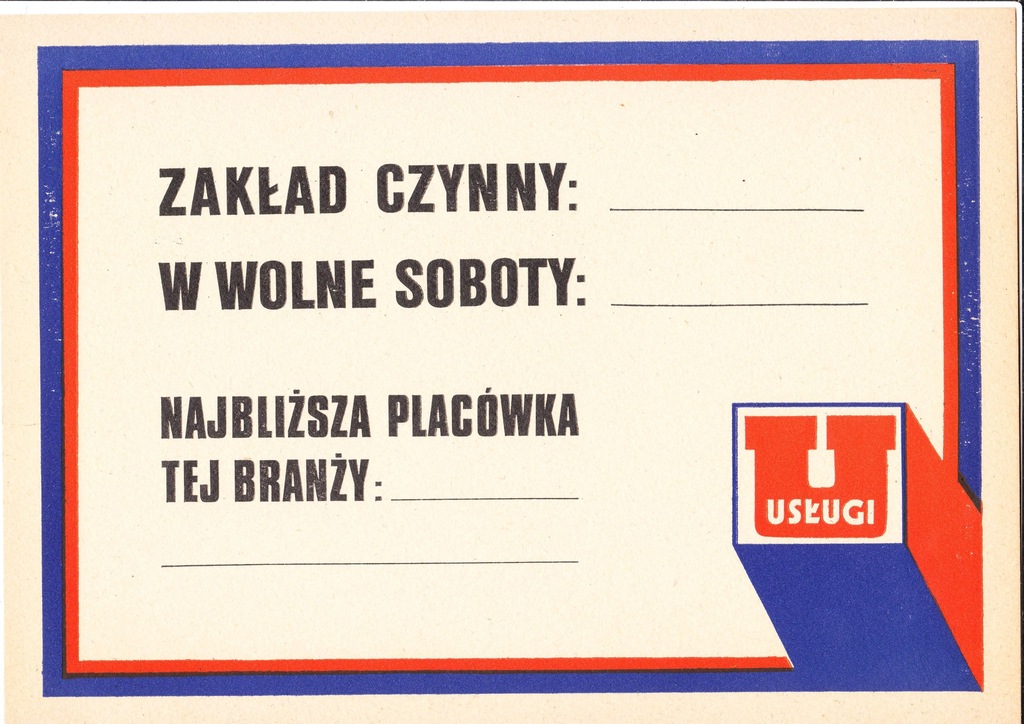 ZAKŁAD CZYNNY:
W WOLNE SOBOTY:
NAJBLIŻSZA PLACÓWKA
TEJ BRANŻY:
U
USŁUGI